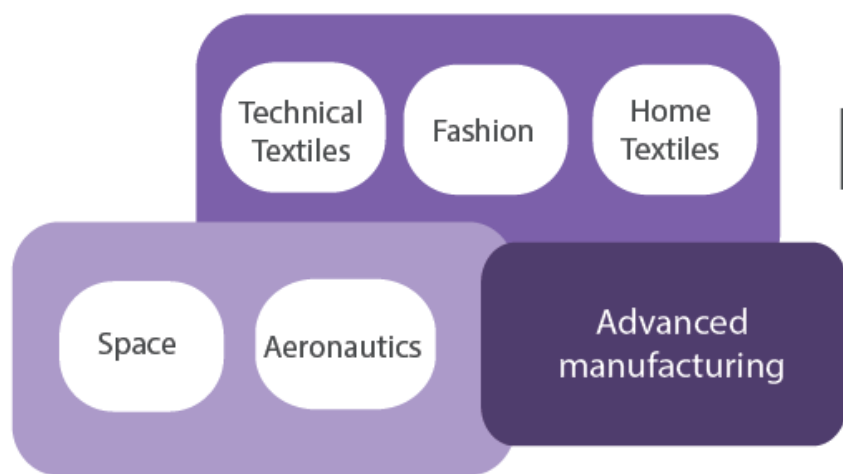 Technical
Textiles
Fashion
Home
Textiles
Space
Aeronautics
Advanced
manufacturing